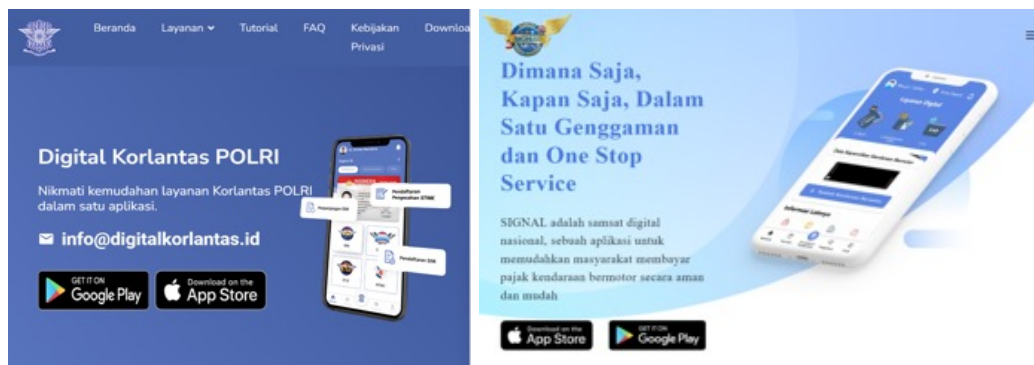 Beranda
Layanan
Tutorial
FAQ
Kebijakan
Privasi
Downloa
Digital Korlantas POLRI
Nikmati kemudahan layanan Korlantas POLRI
dalam satu aplikasi.
info@digitalkorlantas.id
GET IT ON
Google Play
Download on the
App Store
Pendaftaran
Pengesahan STNK
Perpanjangan SIM
Pendaftaran SIM
Dimana Saja,
Kapan Saja, Dalam
Satu Genggaman
dan One Stop
Service
SIGNAL adalah samsat digital
nasional, sebuah aplikasi untuk
memudahkan masyarakat membayar
pajak kendaraan bermotor secara aman
dan mudah
Download on the
App Store
GET IT ON
Google Play
Layanan Digital
Informasi Lainnya